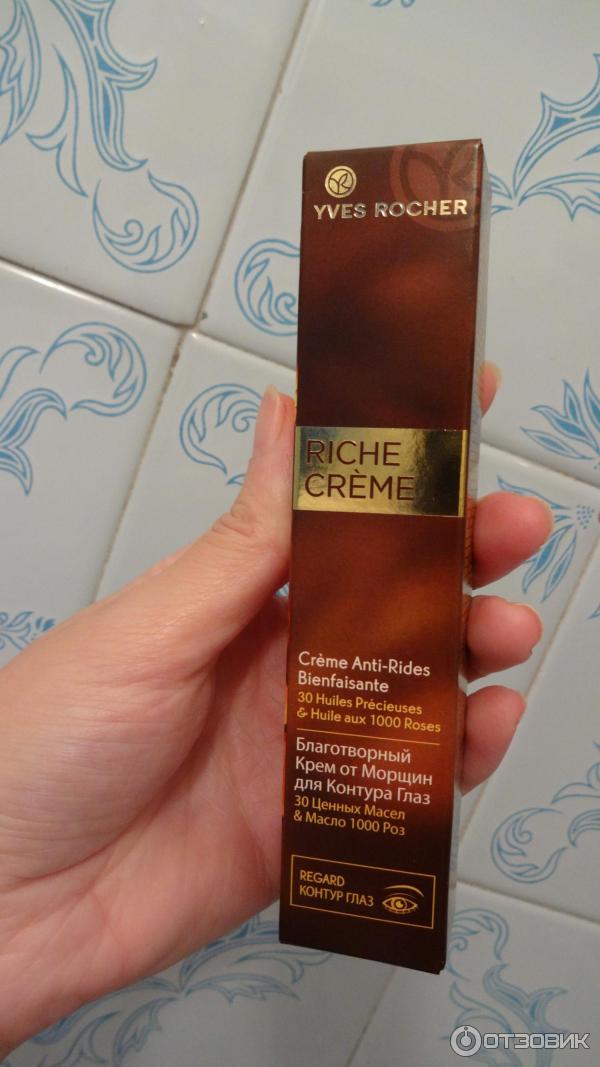 YVES ROCHER
RICHE
CRÈME
Crème Anti-Rides
Bienfaisante
30 Huiles Précieuses
& Huile aux 1000 Roses
Благотворный
Крем от Морщин
для Контура Глаз
30 Ценных Масел
& Масло 1000 Роз
REGARD
КОНТУР ГЛАЗ
ОТЗОВИК